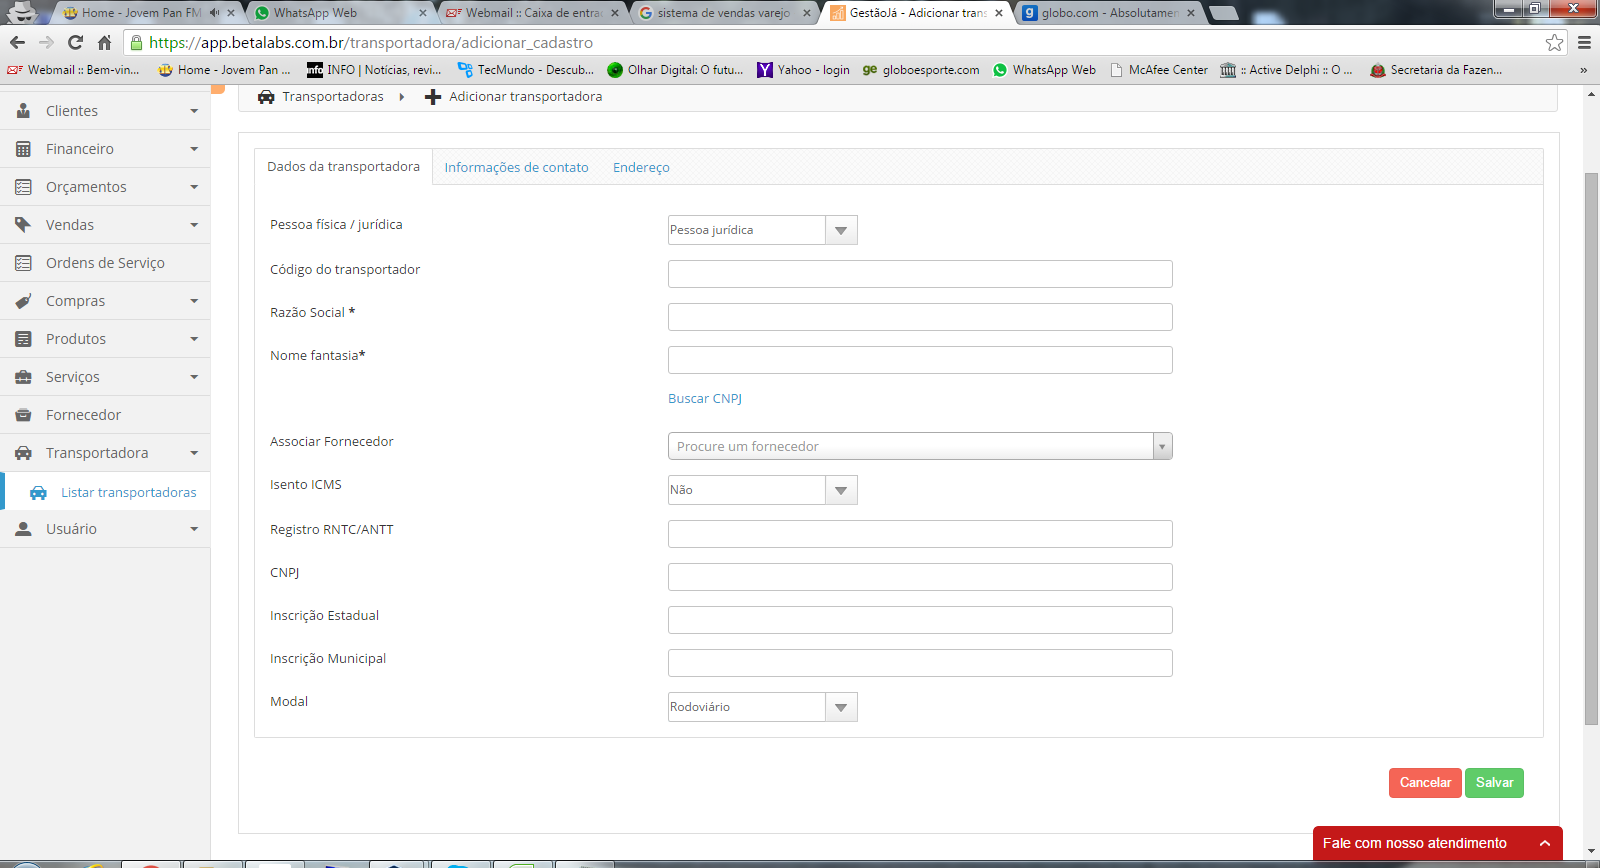 Home - Jovem Pan FM
WhatsApp Web
Webmail :: Caixa de entra
sistema de vendas varejo
GestãoJá - Adicionar trans
globo.com - Absolutamen
https://app.betalabs.com.br/transportadora/adicionar_cadastro
Webmail :: Bem-vin...
Home - Jovem Pan ...
INFO | Notícias, revi...
TecMundo - Descub...
Olhar Digital: O futu...
Yahoo - login
globoesporte.com
WhatsApp Web
McAfee Center
:: Active Delphi :: O ...
Secretaria da Fazen...
»
Transportadoras
Adicionar transportadora
Clientes
Financeiro
Orçamentos
Vendas
Ordens de Serviço
Compras
Produtos
Serviços
Fornecedor
Transportadora
Listar transportadoras
Usuário
Dados da transportadora
Informações de contato
Endereço
Pessoa física / jurídica
Pessoa jurídica
Código do transportador
Razão Social *
Nome fantasia*
Buscar CNPJ
Associar Fornecedor
Procure um fornecedor
Isento ICMS
Não
Registro RNTC/ANTT
CNPJ
Inscrição Estadual
Inscrição Municipal
Modal
Rodoviário
Cancelar
Salvar
Fale com nosso atendimento